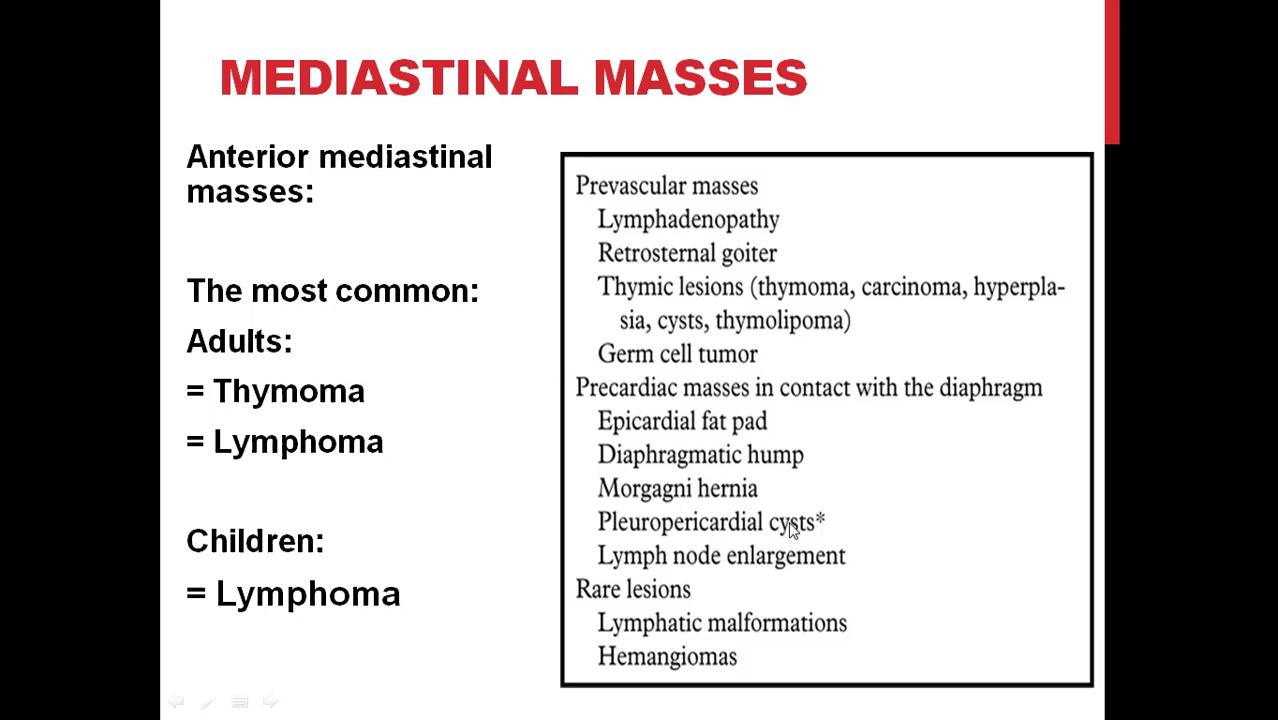 MEDIASTINAL MASSES
Anterior mediastinal
masses:
The most common:
Adults:
= Thymoma
= Lymphoma
Children:
= Lymphoma
Prevascular masses
Lymphadenopathy
Retrosternal goiter
Thymic lesions (thymoma, carcinoma, hyperpla-
sia, cysts, thymolipoma)
Germ cell tumor
Precardiac masses in contact with the diaphragm
Epicardial fat pad
Diaphragmatic hump
Morgagni hernia
Pleuropericardial cysts*
Lymph node enlargement
Rare lesions
Lymphatic malformations
Hemangiomas